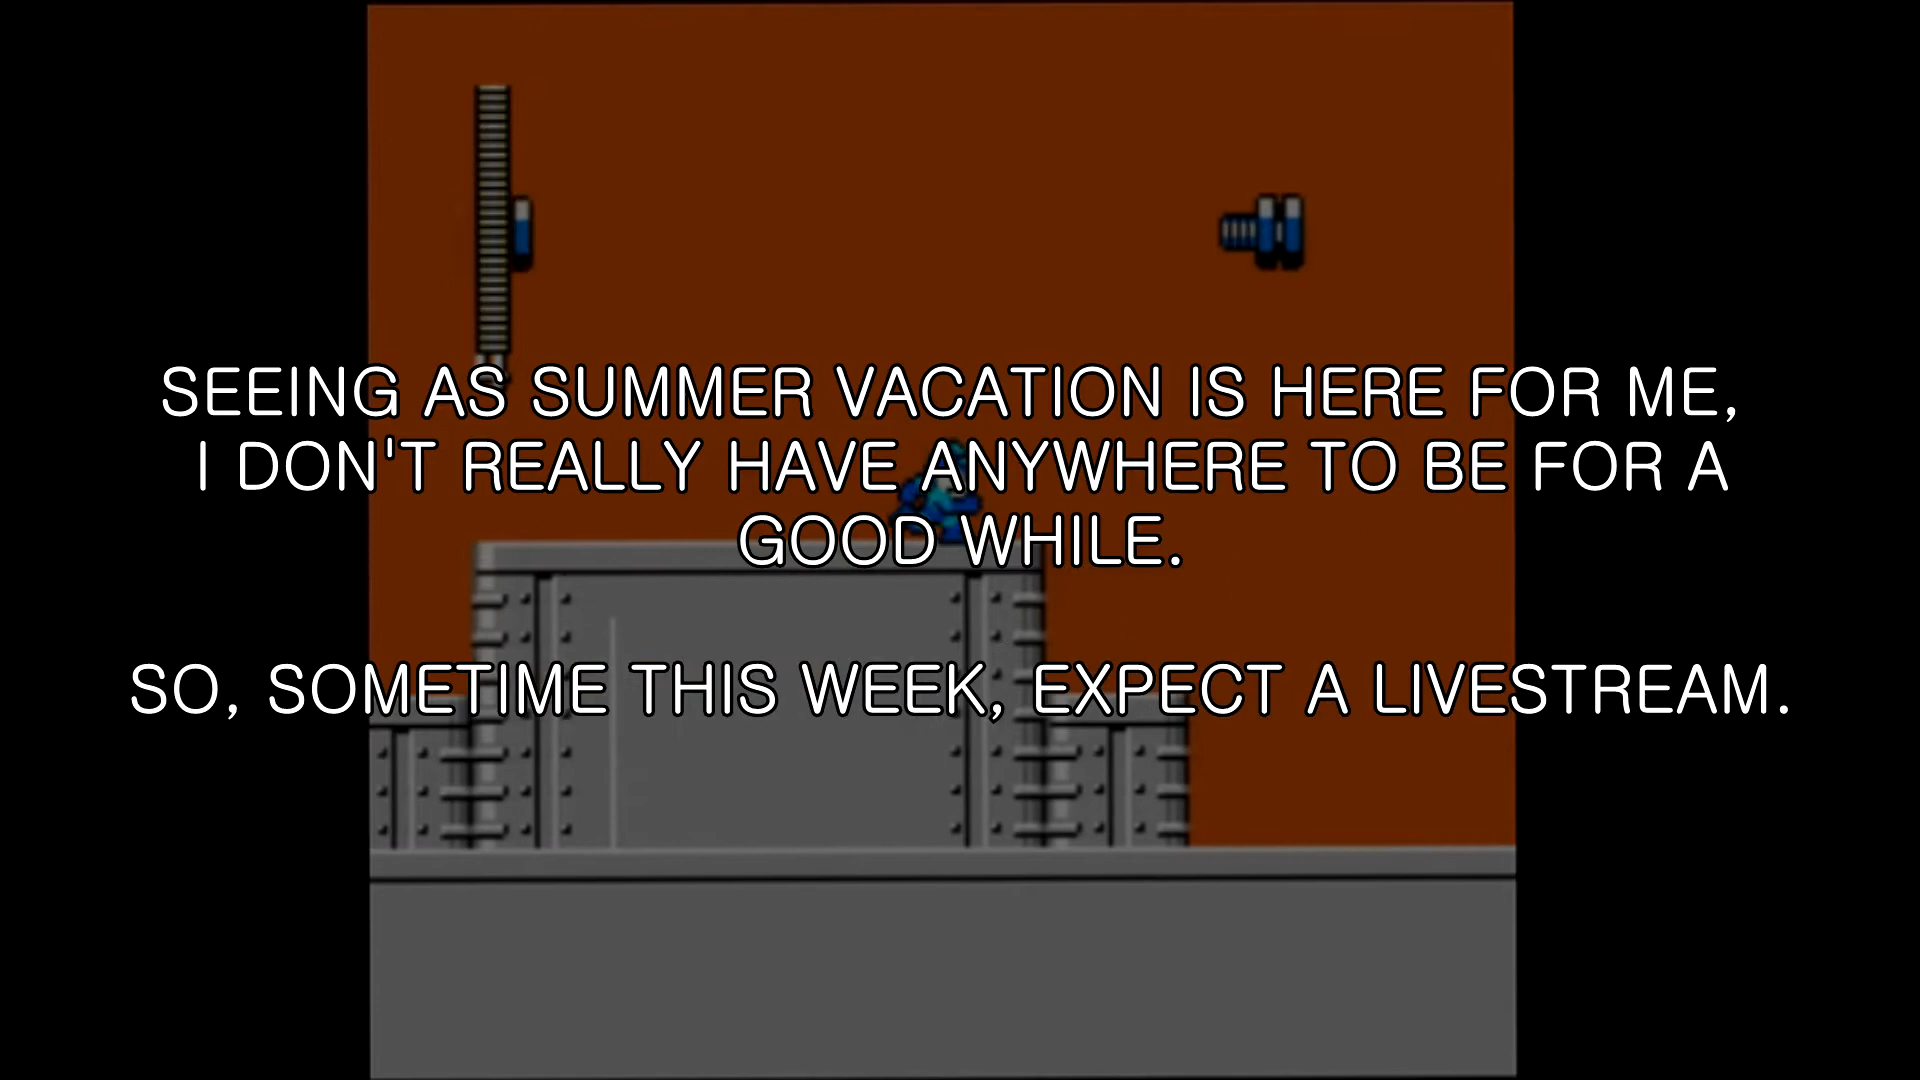 SEEING AS SUMMER VACATION IS HERE FOR ME,
I DON'T REALLY HAVE ANYWHERE TO BE FOR A
GOOD WHILE.
SO, SOMETIME THIS WEEK, EXPECT A LIVESTREAM.